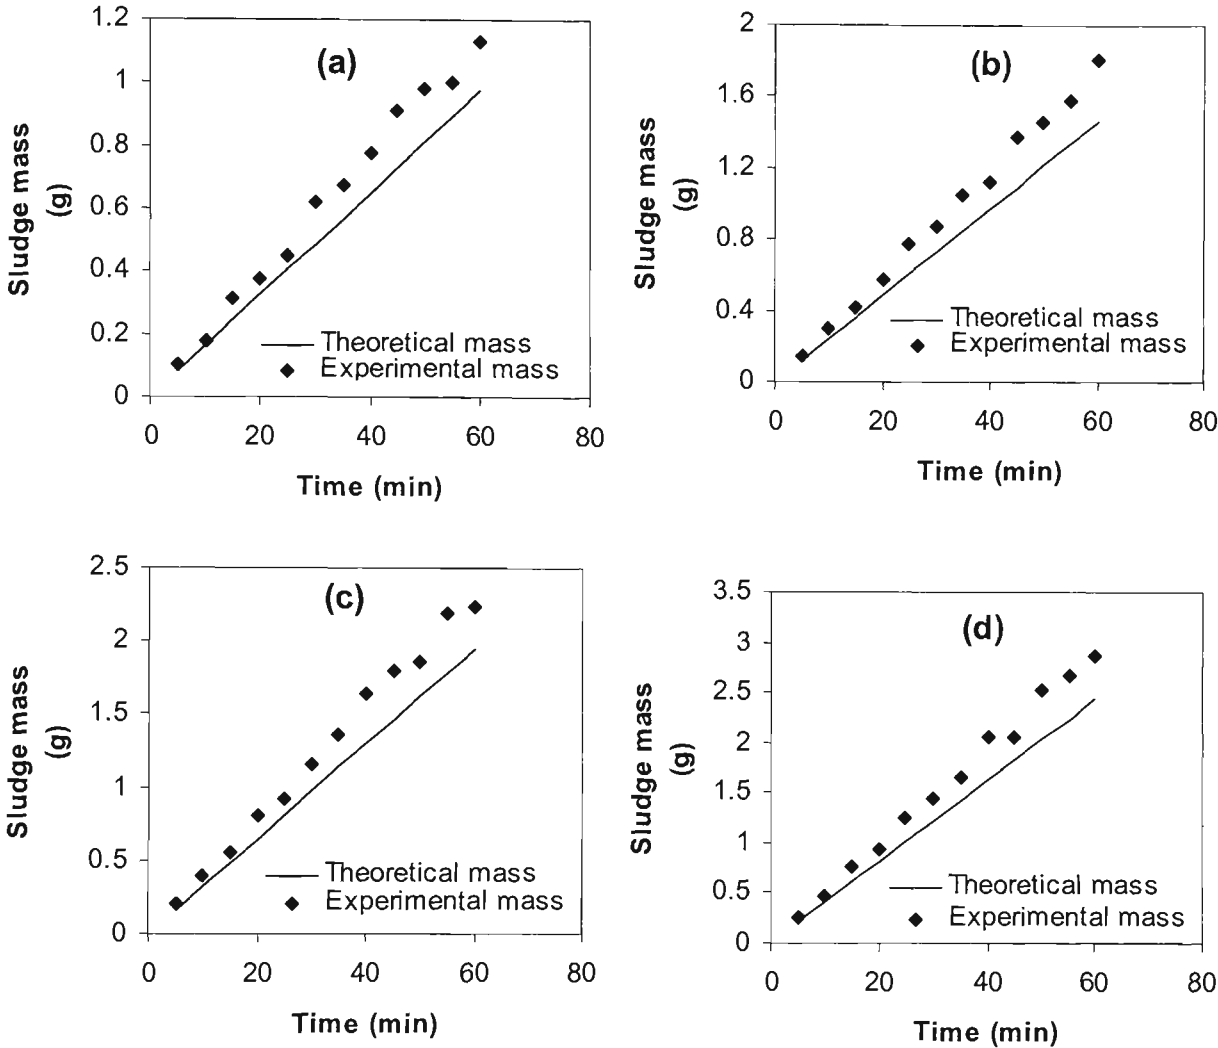 1.2
1
0.8
0.6
0.4
0.2
0
Sludge mass
(g)
(a)
Theoretical mass
Experimental mass
0 20 40 60 80
Time (min)
2
1.6
1.2
0.8
0.4
0
Sludge mass
(g)
(b)
Theoretical mass
Experimental mass
0 20 40 60 80
Time (min)
2.5
2
1.5
1
0.5
0
Sludge mass
(g)
(c)
Theoretical mass
Experimental mass
0 20 40 60 80
Time (min)
3.5
3
2.5
2
1.5
1
0.5
0
Sludge mass
(g)
(d)
Theoretical mass
Experimental mass
0 20 40 60 80
Time (min)